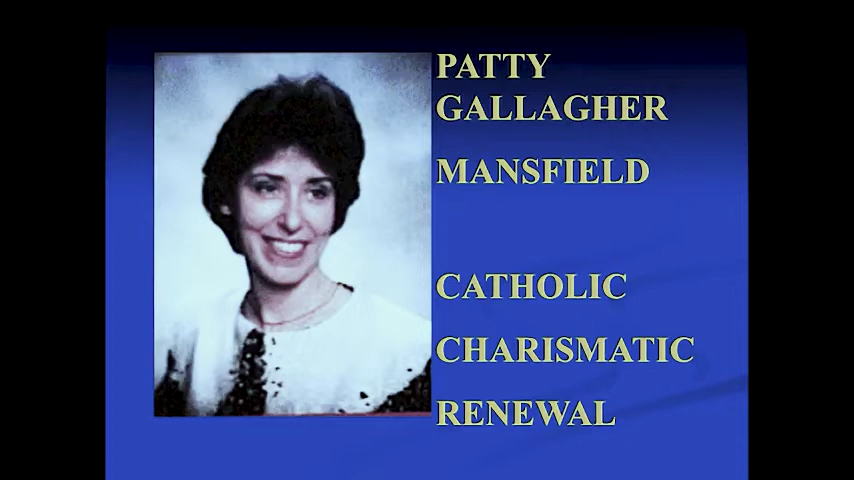 PATTY
GALLAGHER
MANSFIELD
CATHOLIC
CHARISMATIC
RENEWAL